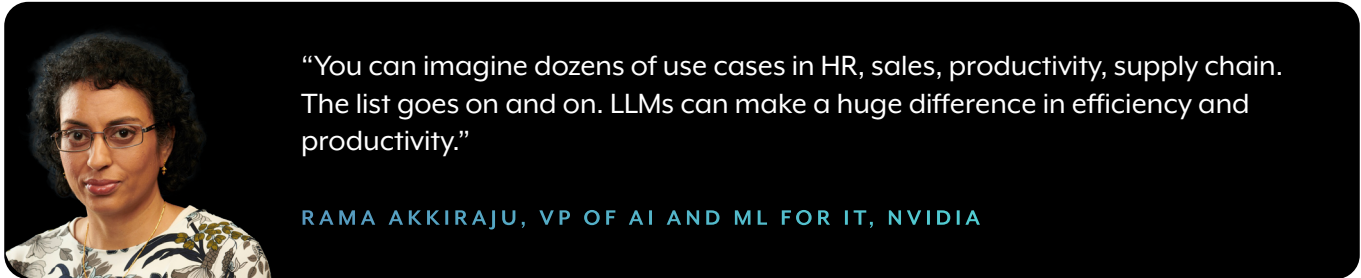 “You can imagine dozens of use cases in HR, sales, productivity, supply chain.
The list goes on and on. LLMs can make a huge difference in efficiency and
productivity.”
RAMA AKKIRAJU, VP OF AI AND ML FOR IT, NVIDIA